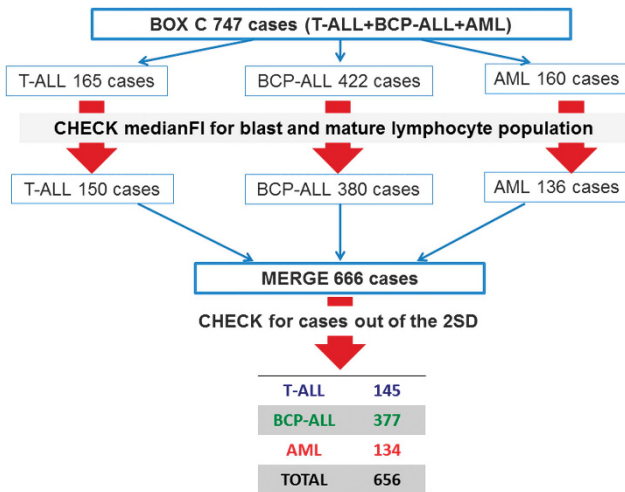 BOX C 747 cases (T-ALL+BCP-ALL+AML)
T-ALL 165 cases
BCP-ALL 422 cases
AML 160 cases
CHECK medianFI for blast and mature lymphocyte population
T-ALL 150 cases
BCP-ALL 380 cases
AML 136 cases
MERGE 666 cases
CHECK for cases out of the 2SD
T-ALL 145
BCP-ALL 377
AML 134
TOTAL 656